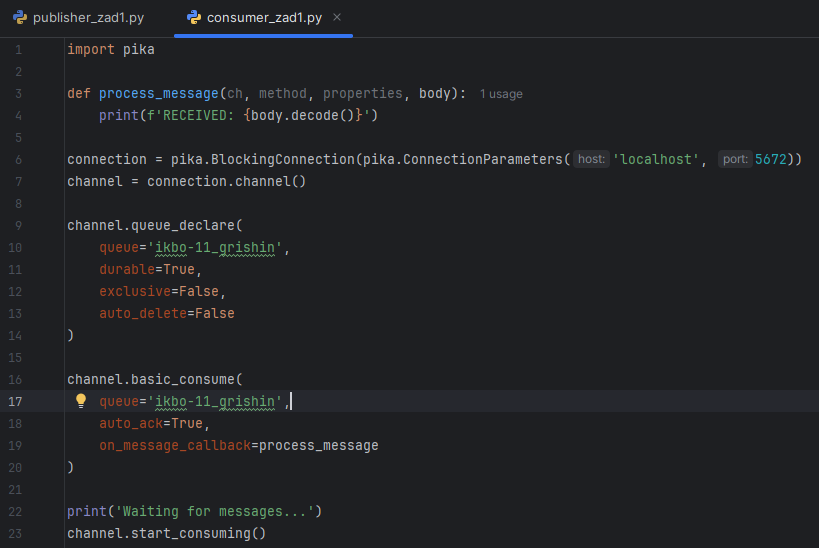 publisher_zad1.py consumer_zad1.py ×
1 import pika
2
3 def process_message(ch, method, properties, body): 1 usage
4     print(f'RECEIVED: {body.decode()}')
5
6 connection = pika.BlockingConnection(pika.ConnectionParameters( host: 'localhost', port: 5672))
7 channel = connection.channel()
8
9 channel.queue_declare(
10     queue='ikbo-11_grishin',
11     durable=True,
12     exclusive=False,
13     auto_delete=False
14 )
15
16 channel.basic_consume(
17     queue='ikbo-11_grishin',
18     auto_ack=True,
19     on_message_callback=process_message
20 )
21
22 print('Waiting for messages...')
23 channel.start_consuming()